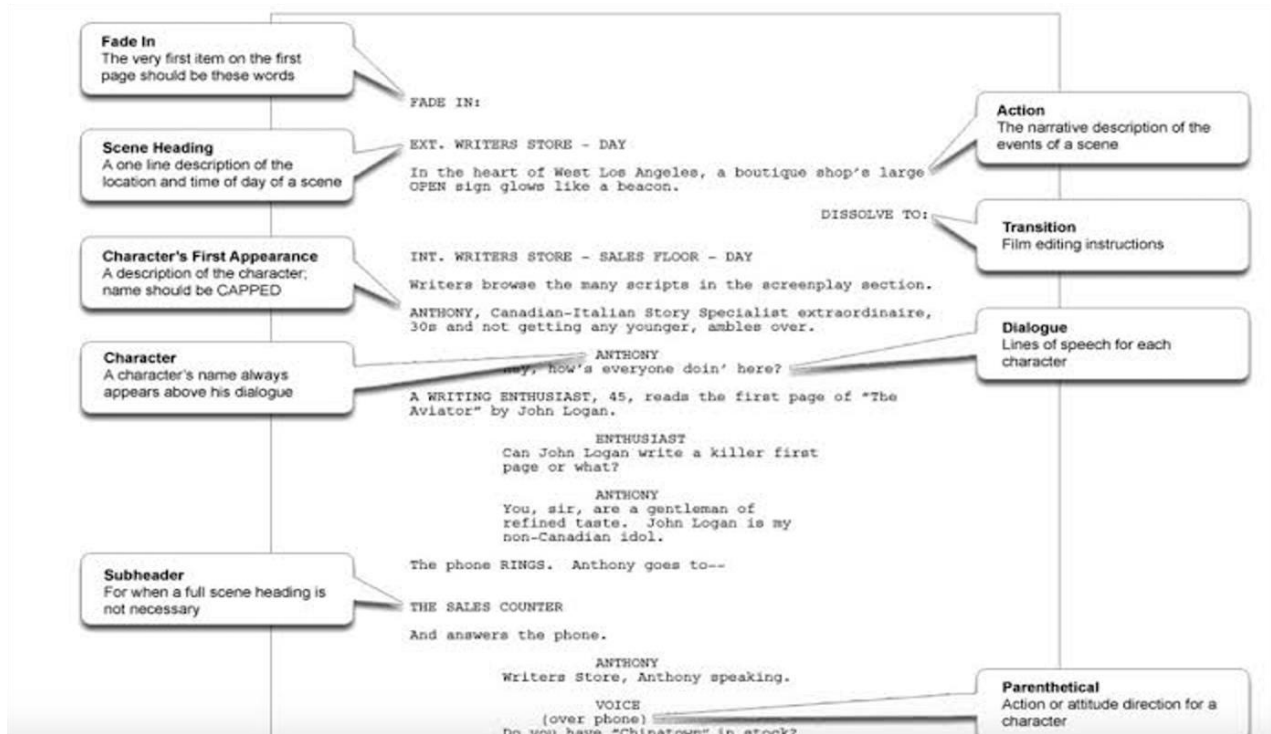 Fade In
The very first item on the first
page should be these words
FADE IN:
Action
The narrative description of the
events of a scene
Scene Heading
A one line description of the
location and time of day of a scene
EXT. WRITERS STORE - DAY
In the heart of West Los Angeles, a boutique shop's large
OPEN sign glows like a beacon.
DISSOLVE TO:
Transition
Film editing instructions
Character's First Appearance
A description of the character;
name should be CAPPED
INT. WRITERS STORE - SALES FLOOR - DAY
Writers browse the many scripts in the screenplay section.
ANTHONY, Canadian-Italian Story Specialist extraordinaire,
30s and not getting any younger, ambles over.
Dialogue
Lines of speech for each
character
Character
A character's name always
appears above his dialogue
ANTHONY
Hey, how's everyone doin' here?
A WRITING ENTHUSIAST, 45, reads the first page of "The
Aviator" by John Logan.
ENTHUSIAST
Can John Logan write a killer first
page or what?
ANTHONY
You, sir, are a gentleman of
refined taste. John Logan is my
non-Canadian idol.
The phone RINGS. Anthony goes to--
Subheader
For when a full scene heading is
not necessary
THE SALES COUNTER
And answers the phone.
ANTHONY
Writers Store, Anthony speaking.
VOICE
(over phone)
Do you have "Chinatown" in stock?
Parenthetical
Action or attitude direction for a
character